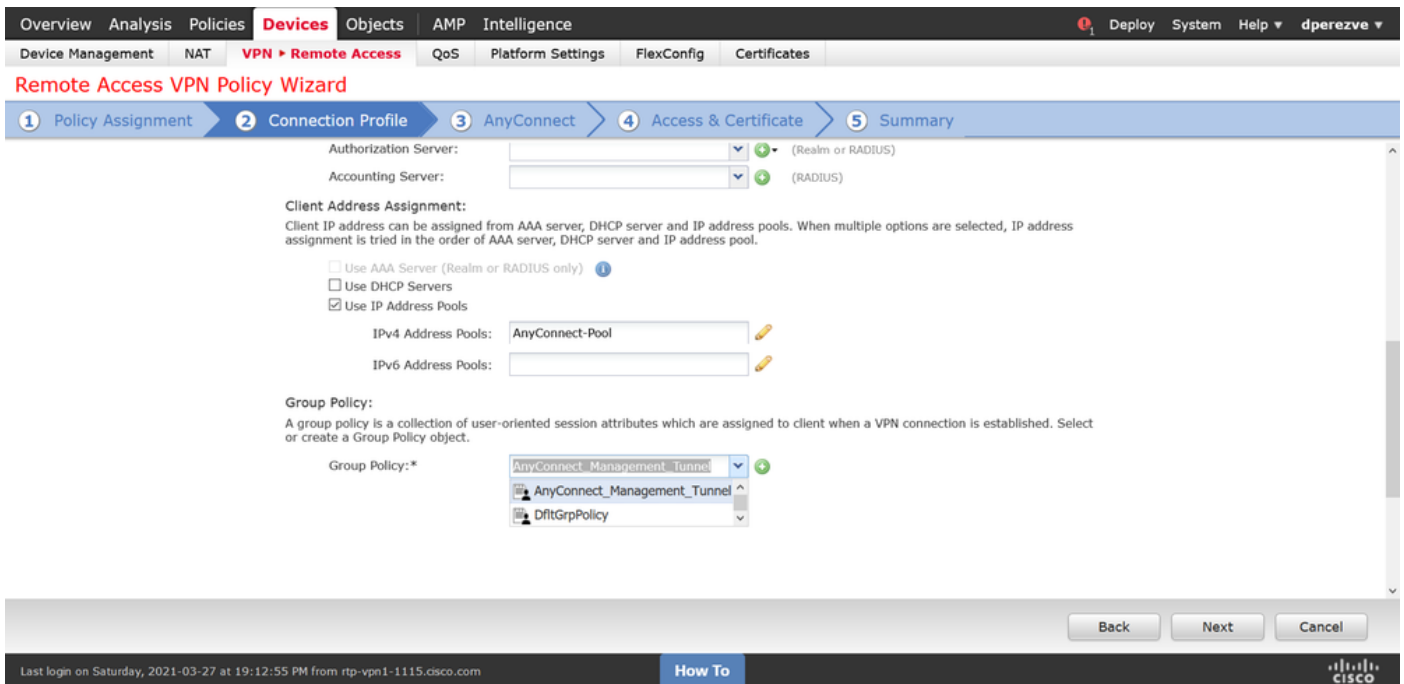 Overview Analysis Policies Devices Objects AMP Intelligence 1 Deploy System Help dperezve
Device Management NAT VPN ▸ Remote Access QoS Platform Settings FlexConfig Certificates
Remote Access VPN Policy Wizard
1 Policy Assignment 2 Connection Profile 3 AnyConnect 4 Access & Certificate 5 Summary
Authorization Server: (Realm or RADIUS)
Accounting Server: (RADIUS)
Client Address Assignment:
Client IP address can be assigned from AAA server, DHCP server and IP address pools. When multiple options are selected, IP address
assignment is tried in the order of AAA server, DHCP server and IP address pool.
Use AAA Server (Realm or RADIUS only)
Use DHCP Servers
Use IP Address Pools
IPv4 Address Pools: AnyConnect-Pool
IPv6 Address Pools:
Group Policy:
A group policy is a collection of user-oriented session attributes which are assigned to client when a VPN connection is established. Select
or create a Group Policy object.
Group Policy:* AnyConnect_Management_Tunnel
AnyConnect_Management_Tunnel
DfltGrpPolicy
Back Next Cancel
Last login on Saturday, 2021-03-27 at 19:12:55 PM from rtp-vpn1-1115.cisco.com How To CISCO